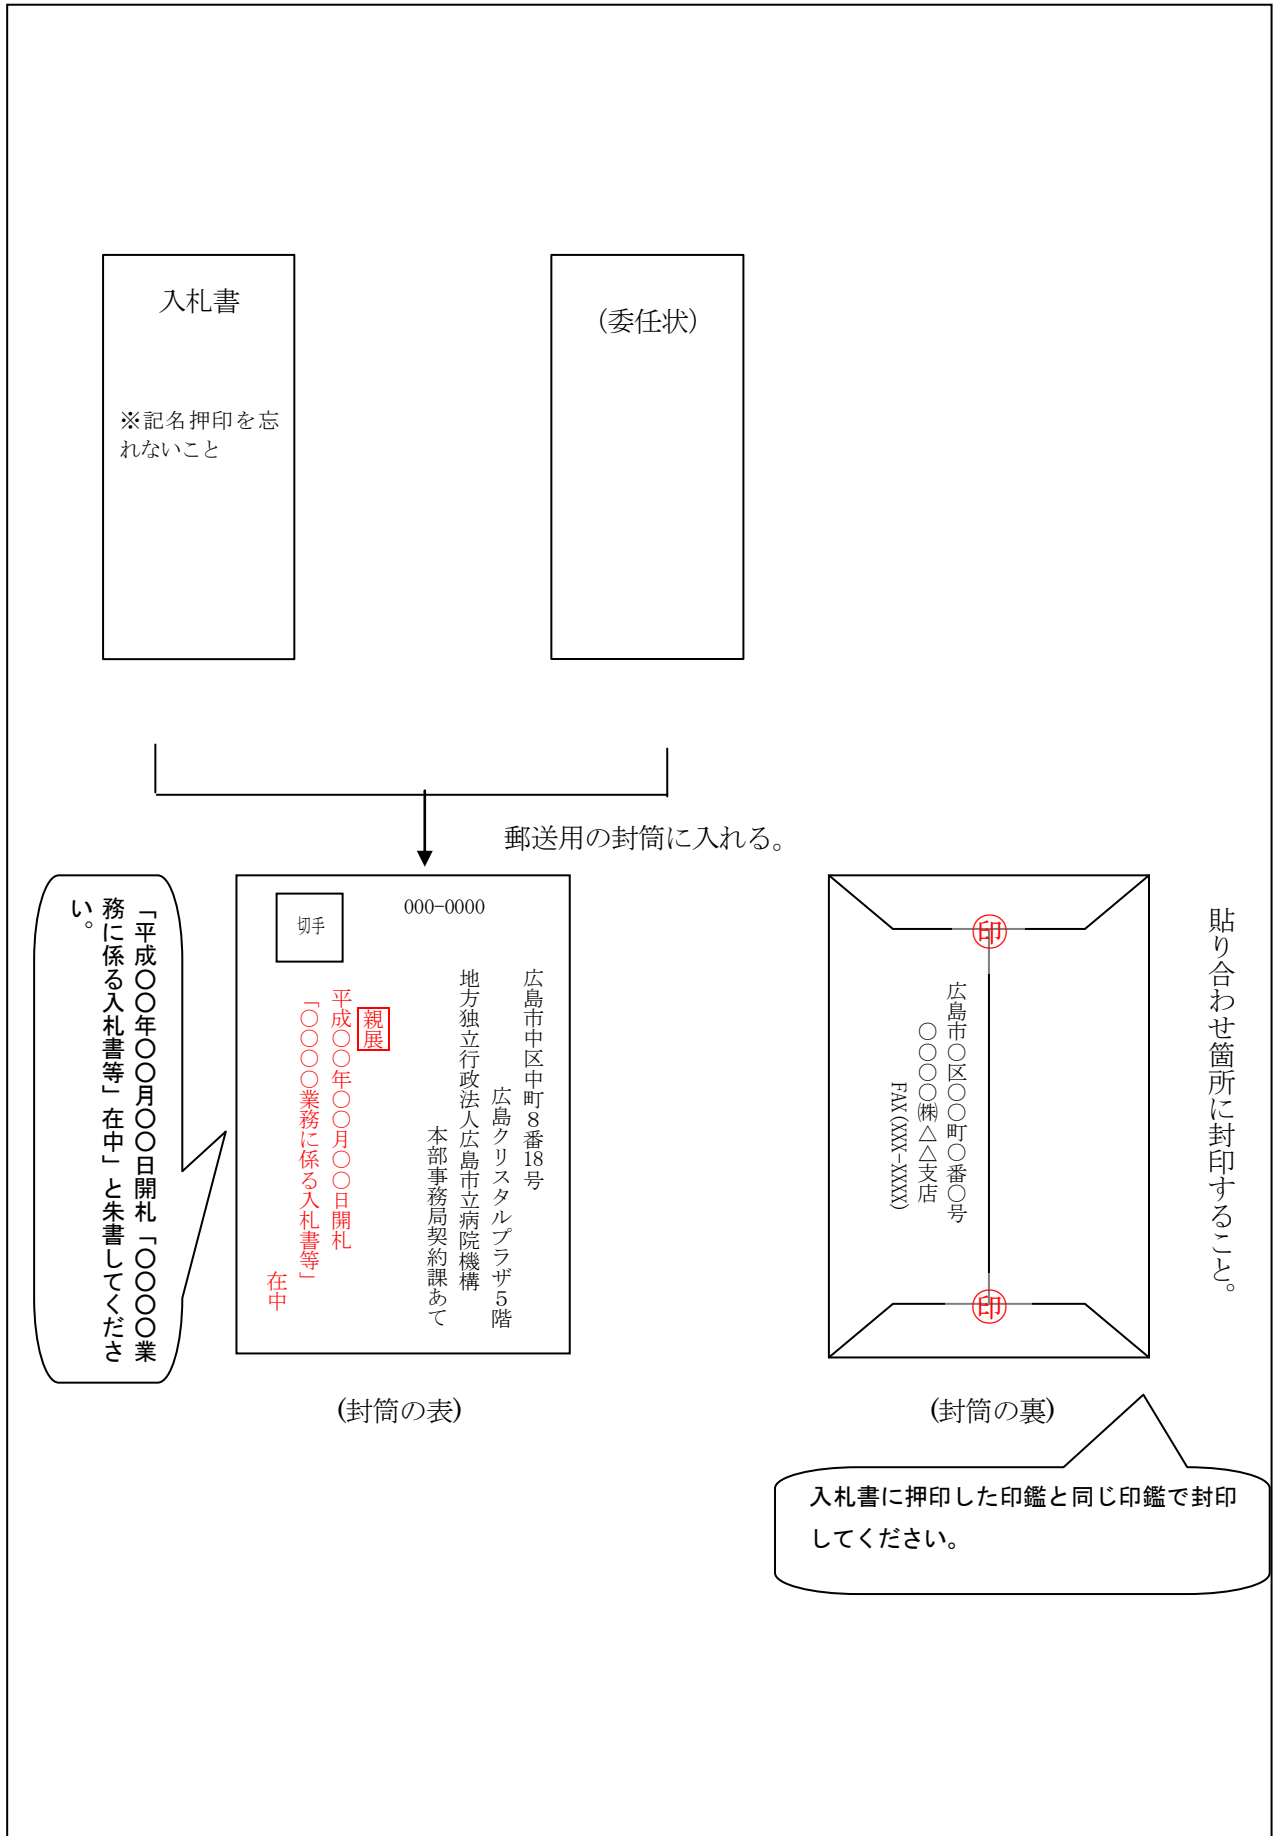 入札書
※記名押印を忘
れないこと
（委任状）
郵送用の封筒に入れる。
「平成〇〇年〇〇月〇〇日開札「〇〇〇〇業
務に係る入札書等」在中」と朱書してくださ
い。
切手
000-0000
広島市中区中町８番18号
広島クリスタルプラザ５階
地方独立行政法人広島市立病院機構
本部事務局契約課あて
親展
平成〇〇年〇〇月〇〇日開札
「〇〇〇〇業務に係る入札書等」
在中
(封筒の表)
貼り合わせ箇所に封印すること。
印
広島市〇区〇〇町〇番〇号
〇〇〇〇㈱△△支店
FAX(XXX-XXXX)
印
(封筒の裏)
入札書に押印した印鑑と同じ印鑑で封印
してください。